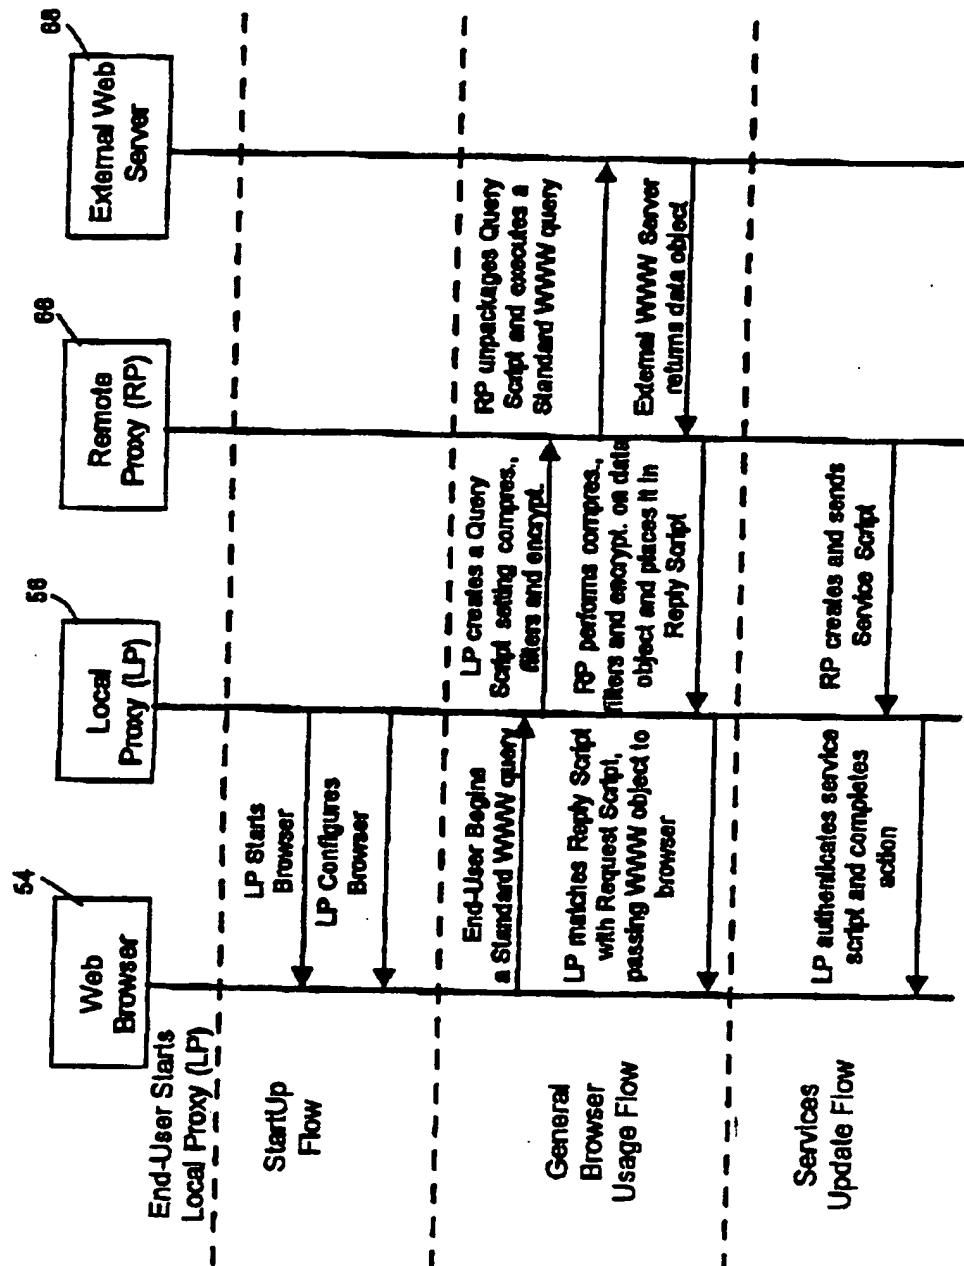 54
Web
Browser
56
Local
Proxy (LP)
66
Remote
Proxy (RP)
68
External Web
Server
End-User Starts
Local Proxy (LP)
StartUp
Flow
LP Starts
Browser
LP Configures
Browser
General
Browser
Usage Flow
End-User Begins
a Standard WWW query
LP creates a Query
Script setting compres.,
filters and encrypt.
RP unpackages Query
Script and executes a
Standard WWW query
External WWW Server
returns data object
RP performs compres.,
filters and encrypt. on data
object and places it in
Reply Script
LP matches Reply Script
with Request Script,
passing WWW object to
browser
Services
Update Flow
RP creates and sends
Service Script
LP authenticates service
script and completes
action